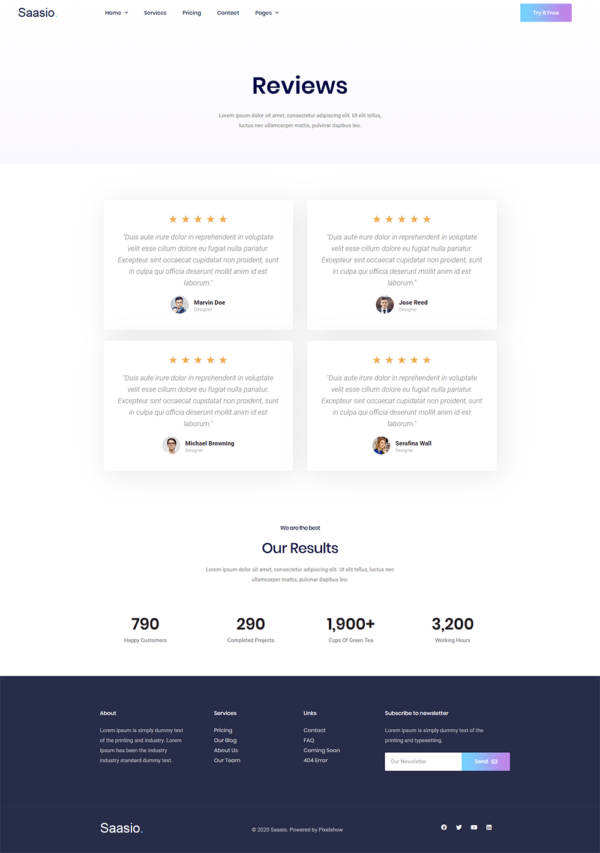 Saasio.
Home Services Pricing Contact Pages
Try It Free
Reviews
Lorem ipsum dolor sit amet, consectetur adipiscing elit. Ut elit tellus,
luctus nec ullamcorper mattis, pulvinar dapibus leo.
"Duis aute irure dolor in reprehenderit in voluptate
velit esse cillum dolore eu fugiat nulla pariatur.
Excepteur sint occaecat cupidatat non proident, sunt
in culpa qui officia deserunt mollit anim id est
laborum."
Marvin Doe
Designer
"Duis aute irure dolor in reprehenderit in voluptate
velit esse cillum dolore eu fugiat nulla pariatur.
Excepteur sint occaecat cupidatat non proident, sunt
in culpa qui officia deserunt mollit anim id est
laborum."
Jose Reed
Designer
"Duis aute irure dolor in reprehenderit in voluptate
velit esse cillum dolore eu fugiat nulla pariatur.
Excepteur sint occaecat cupidatat non proident, sunt
in culpa qui officia deserunt mollit anim id est
laborum."
Michael Browning
Designer
"Duis aute irure dolor in reprehenderit in voluptate
velit esse cillum dolore eu fugiat nulla pariatur.
Excepteur sint occaecat cupidatat non proident, sunt
in culpa qui officia deserunt mollit anim id est
laborum."
Serafina Wall
Designer
We are the best
Our Results
Lorem ipsum dolor sit amet, consectetur adipiscing elit. Ut elit tellus, luctus nec
ullamcorper mattis, pulvinar dapibus leo.
790
Happy Customers
290
Completed Projects
1,900+
Cups Of Green Tea
3,200
Working Hours
About
Lorem Ipsum is simply dummy text
of the printing and industry. Lorem
Ipsum has been the industry
industry standard dummy text.
Services
Pricing
Our Blog
About Us
Our Team
Links
Contact
FAQ
Coming Soon
404 Error
Subscribe to newsletter
Lorem Ipsum is simply dummy text of the
printing and typesetting.
Our Newsletter
Send
Saasio.
© 2020 Saasio. Powered by Pixelshow